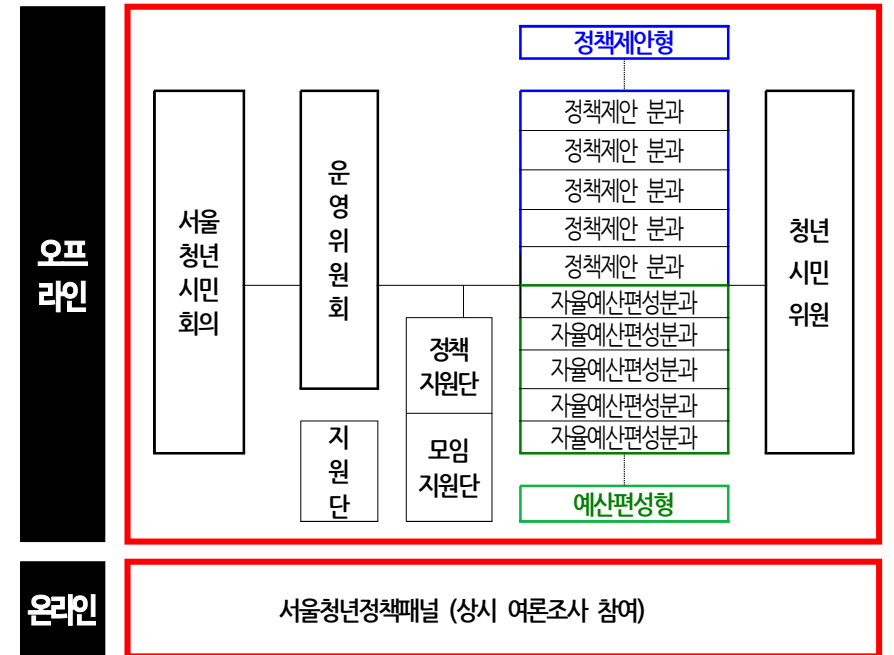 오프
라인
서울
청년
시민
회의
운
영
위
원
회
지
원
단
정책
지원단
모임
지원단
정책제안형
정책제안 분과
정책제안 분과
정책제안 분과
정책제안 분과
정책제안 분과
자율예산편성분과
자율예산편성분과
자율예산편성분과
자율예산편성분과
자율예산편성분과
예산편성형
청년
시민
위원
온라인
서울청년정책패널 (상시 여론조사 참여)